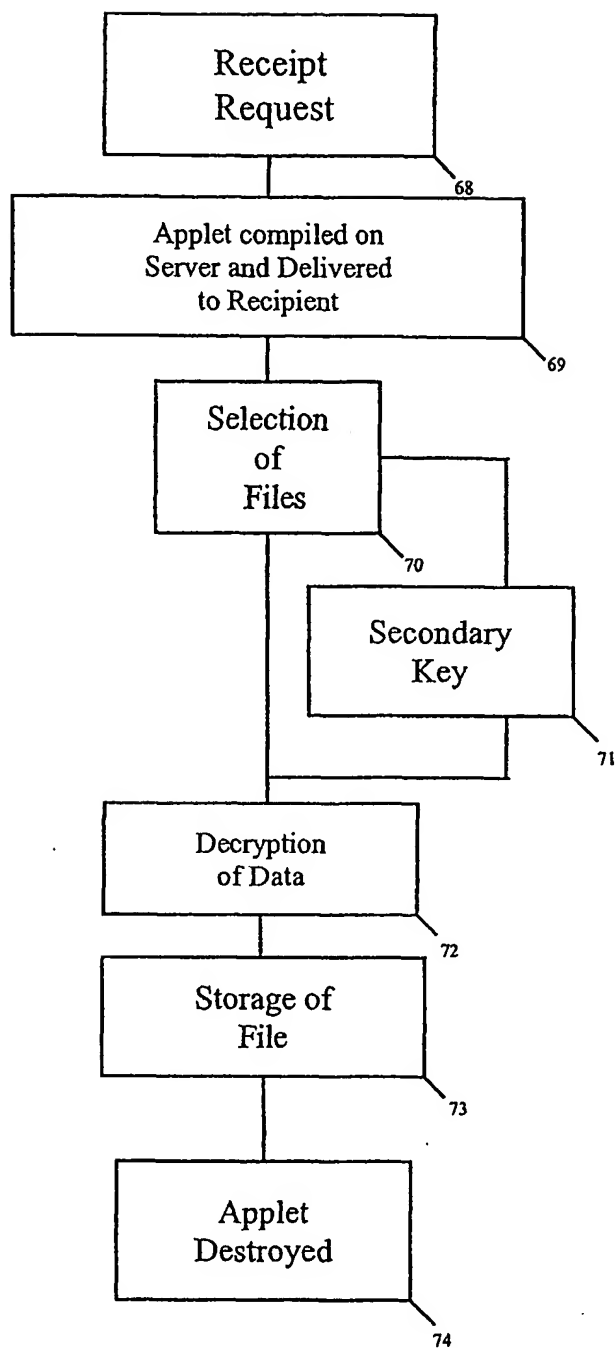 Receipt
Request
68
Applet compiled on
Server and Delivered
to Recipient
69
Selection
of
Files
70
Secondary
Key
71
Decryption
of Data
72
Storage of
File
73
Applet
Destroyed
74